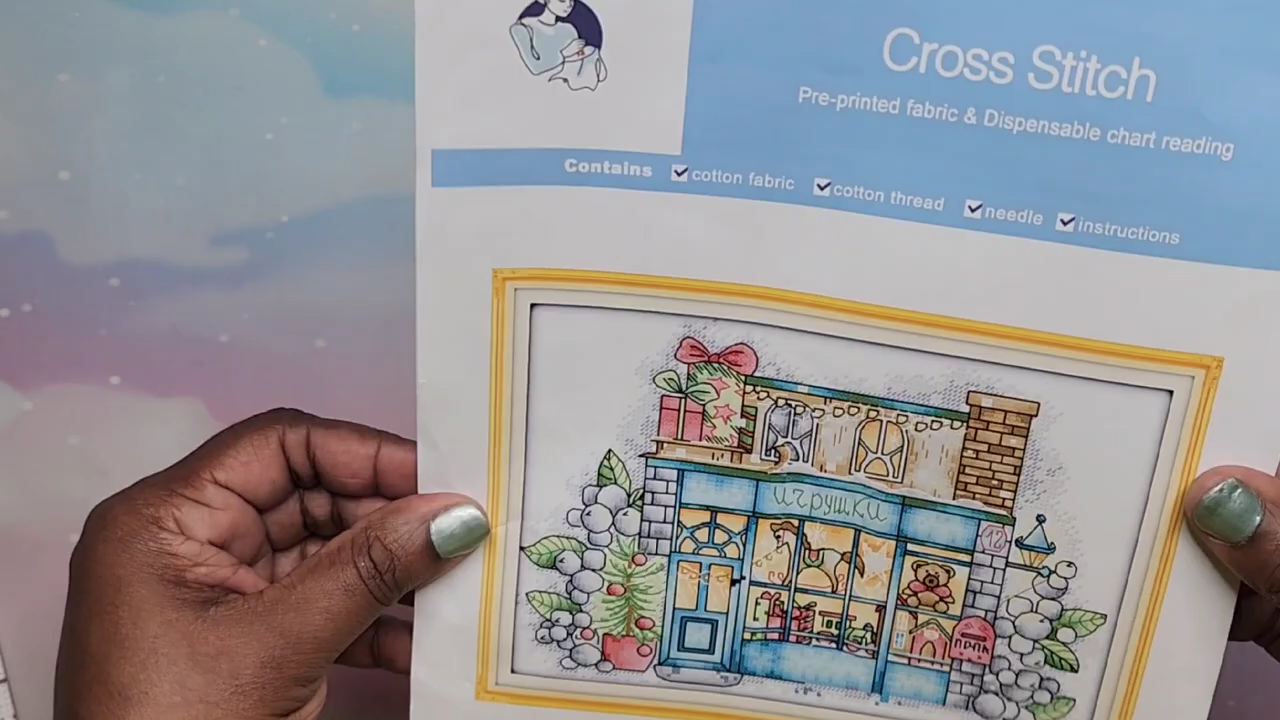 Cross Stitch
Pre-printed fabric & Dispensable chart reading
Contains cotton fabric cotton thread needle instructions
игрушки
12